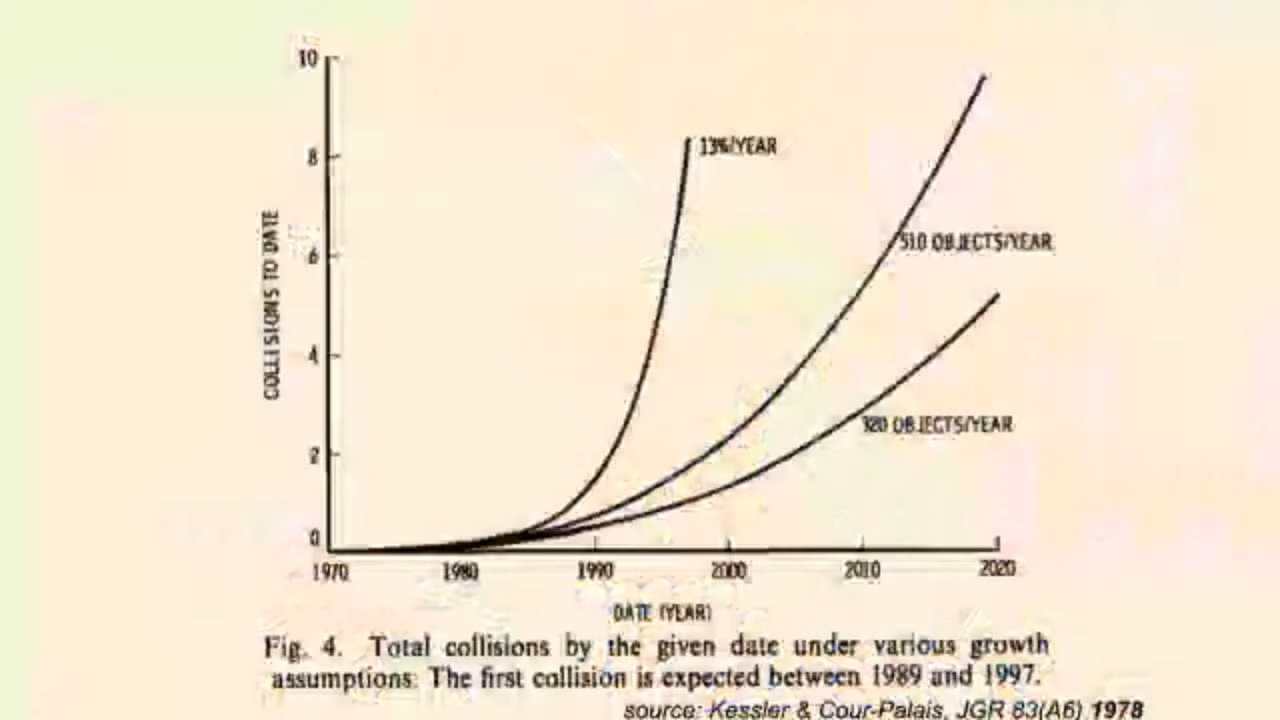 10
8
6
4
2
0
COLLISIONS TO DATE
13%/YEAR
510 OBJECTS/YEAR
320 OBJECTS/YEAR
1970 1980 1990 2000 2010 2020
DATE (YEAR)
Fig. 4. Total collisions by the given date under various growth
assumptions. The first collision is expected between 1989 and 1997.
source: Kessler & Cour-Palais, JGR 83(A6) 1978